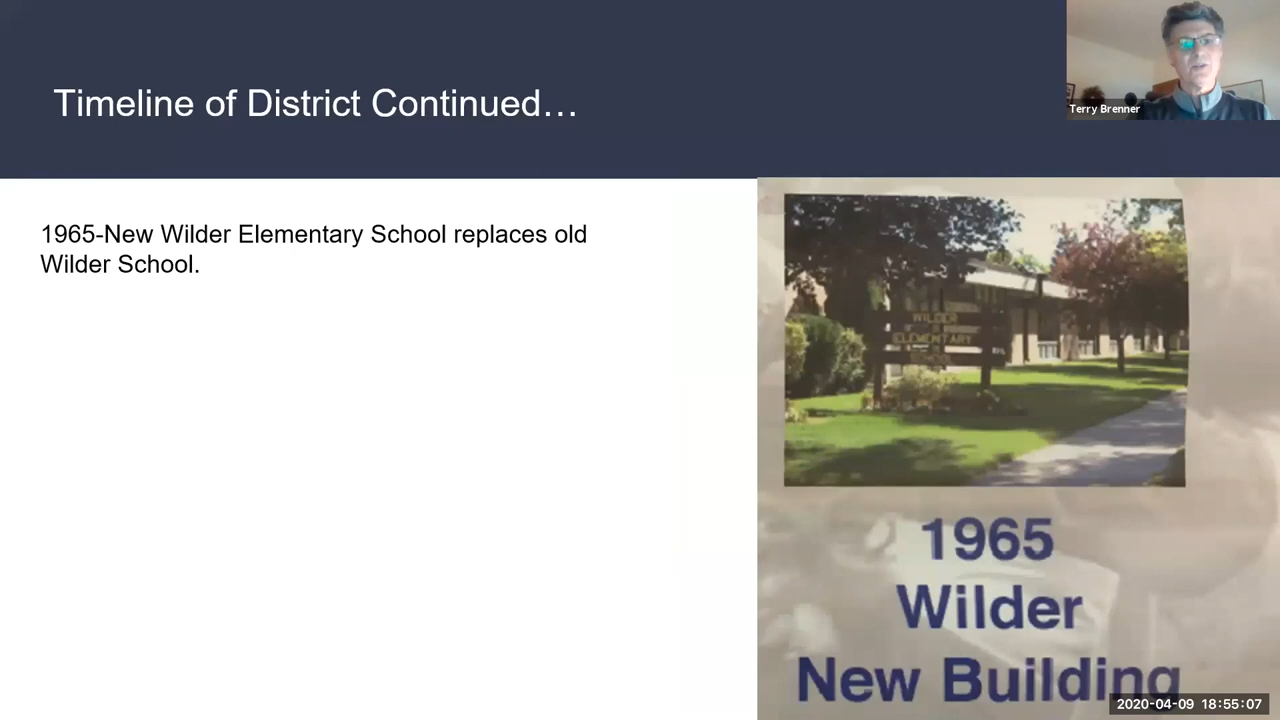 Timeline of District Continued…
Terry Brenner
1965-New Wilder Elementary School replaces old
Wilder School.
WILDER
ELEMENTARY
SCHOOL
1965
Wilder
New Building
2020-04-09 18:55:07